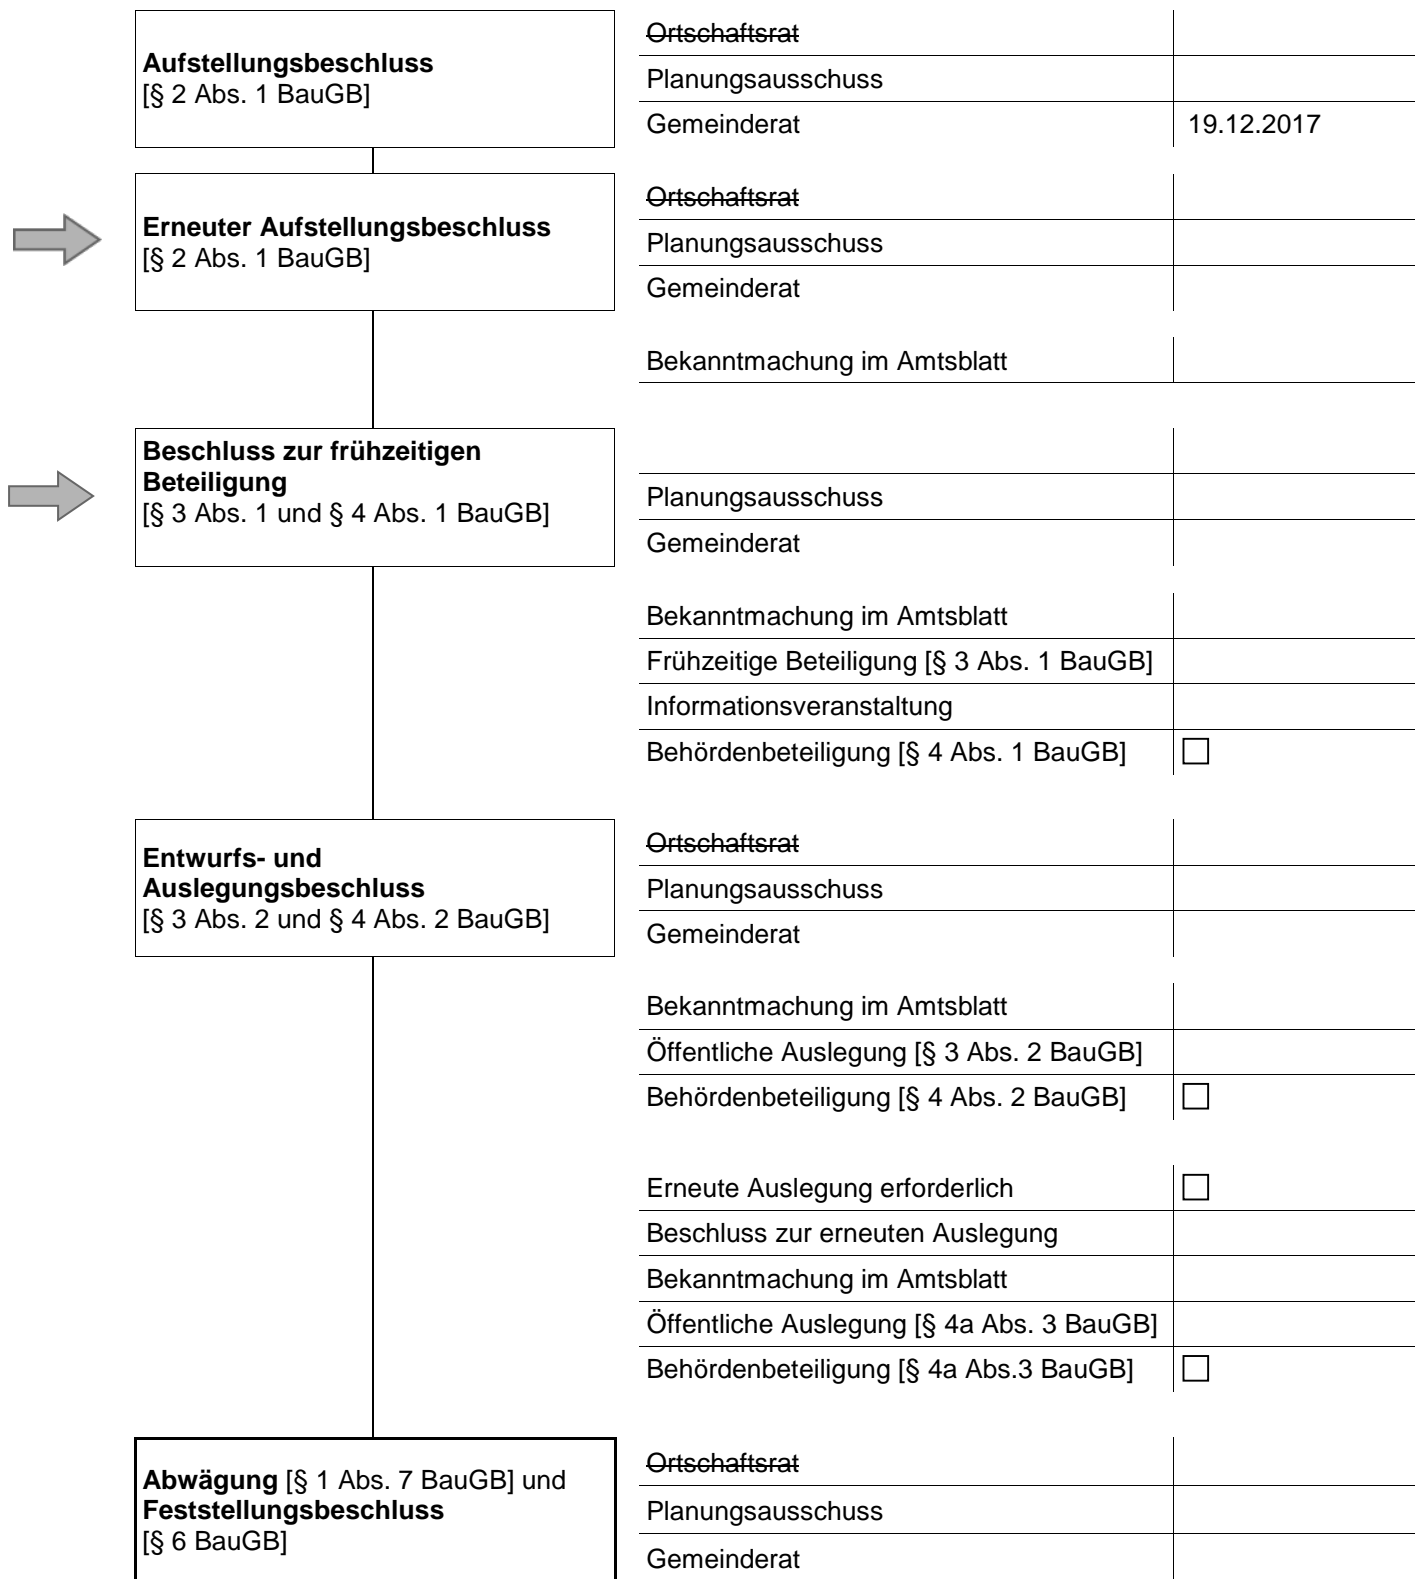 Aufstellungsbeschluss
[§ 2 Abs. 1 BauGB]
Ortschaftsrat
Planungsausschuss
Gemeinderat 19.12.2017
Erneuter Aufstellungsbeschluss
[§ 2 Abs. 1 BauGB]
Ortschaftsrat
Planungsausschuss
Gemeinderat
Bekanntmachung im Amtsblatt
Beschluss zur frühzeitigen
Beteiligung
[§ 3 Abs. 1 und § 4 Abs. 1 BauGB]
Planungsausschuss
Gemeinderat
Bekanntmachung im Amtsblatt
Frühzeitige Beteiligung [§ 3 Abs. 1 BauGB]
Informationsveranstaltung
Behördenbeteiligung [§ 4 Abs. 1 BauGB]
Entwurfs- und
Auslegungsbeschluss
[§ 3 Abs. 2 und § 4 Abs. 2 BauGB]
Ortschaftsrat
Planungsausschuss
Gemeinderat
Bekanntmachung im Amtsblatt
Öffentliche Auslegung [§ 3 Abs. 2 BauGB]
Behördenbeteiligung [§ 4 Abs. 2 BauGB]
Erneute Auslegung erforderlich
Beschluss zur erneuten Auslegung
Bekanntmachung im Amtsblatt
Öffentliche Auslegung [§ 4a Abs. 3 BauGB]
Behördenbeteiligung [§ 4a Abs.3 BauGB]
Abwägung [§ 1 Abs. 7 BauGB] und
Feststellungsbeschluss
[§ 6 BauGB]
Ortschaftsrat
Planungsausschuss
Gemeinderat